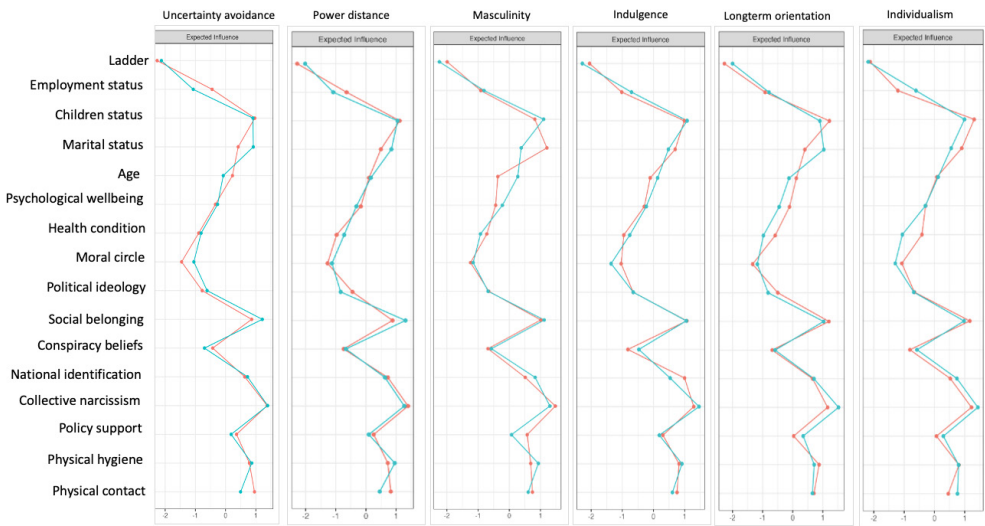 Uncertainty avoidance Power distance Masculinity Indulgence Longterm orientation Individualism
Expected Influence Expected Influence Expected Influence Expected Influence Expected Influence Expected Influence
Ladder
Employment status
Children status
Marital status
Age
Psychological wellbeing
Health condition
Moral circle
Political ideology
Social belonging
Conspiracy beliefs
National identification
Collective narcissism
Policy support
Physical hygiene
Physical contact
-2 -1 0 1 -2 -1 0 1 -2 -1 0 1 -2 -1 0 1 -2 -1 0 1 -2 -1 0 1